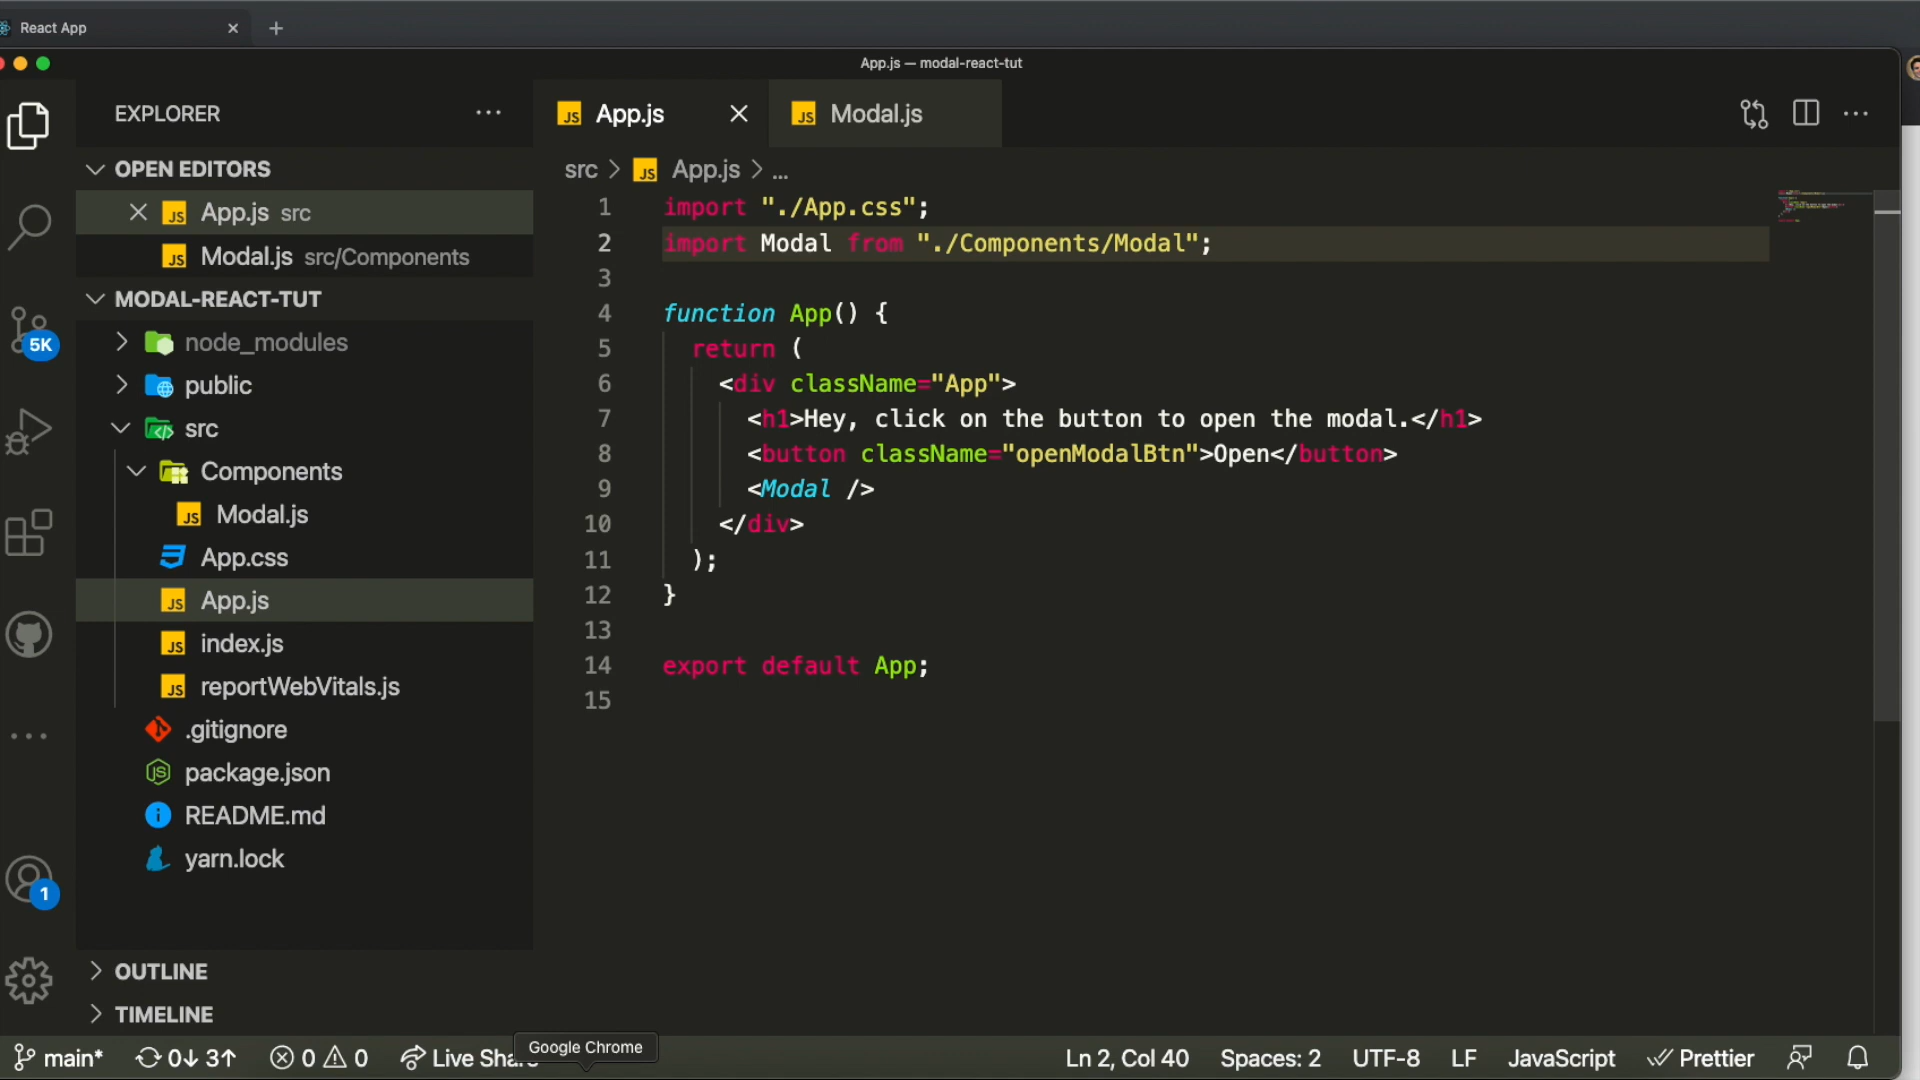 React App
App.js — modal-react-tut
EXPLORER
App.js
Modal.js
OPEN EDITORS
App.js src
Modal.js src/Components
src > App.js > ...
MODAL-REACT-TUT
node_modules
public
src
Components
Modal.js
App.css
App.js
index.js
reportWebVitals.js
.gitignore
package.json
README.md
yarn.lock
OUTLINE
TIMELINE
5K
1
1 import "./App.css";
2 import Modal from "./Components/Modal";
3
4 function App() {
5 return (
6 <div className="App">
7 <h1>Hey, click on the button to open the modal.</h1>
8 <button className="openModalBtn">Open</button>
9 <Modal />
10 </div>
11 );
12 }
13
14 export default App;
15
Google Chrome
main* 0↓ 3↑ 0 0 Live Share Ln 2, Col 40 Spaces: 2 UTF-8 LF JavaScript Prettier